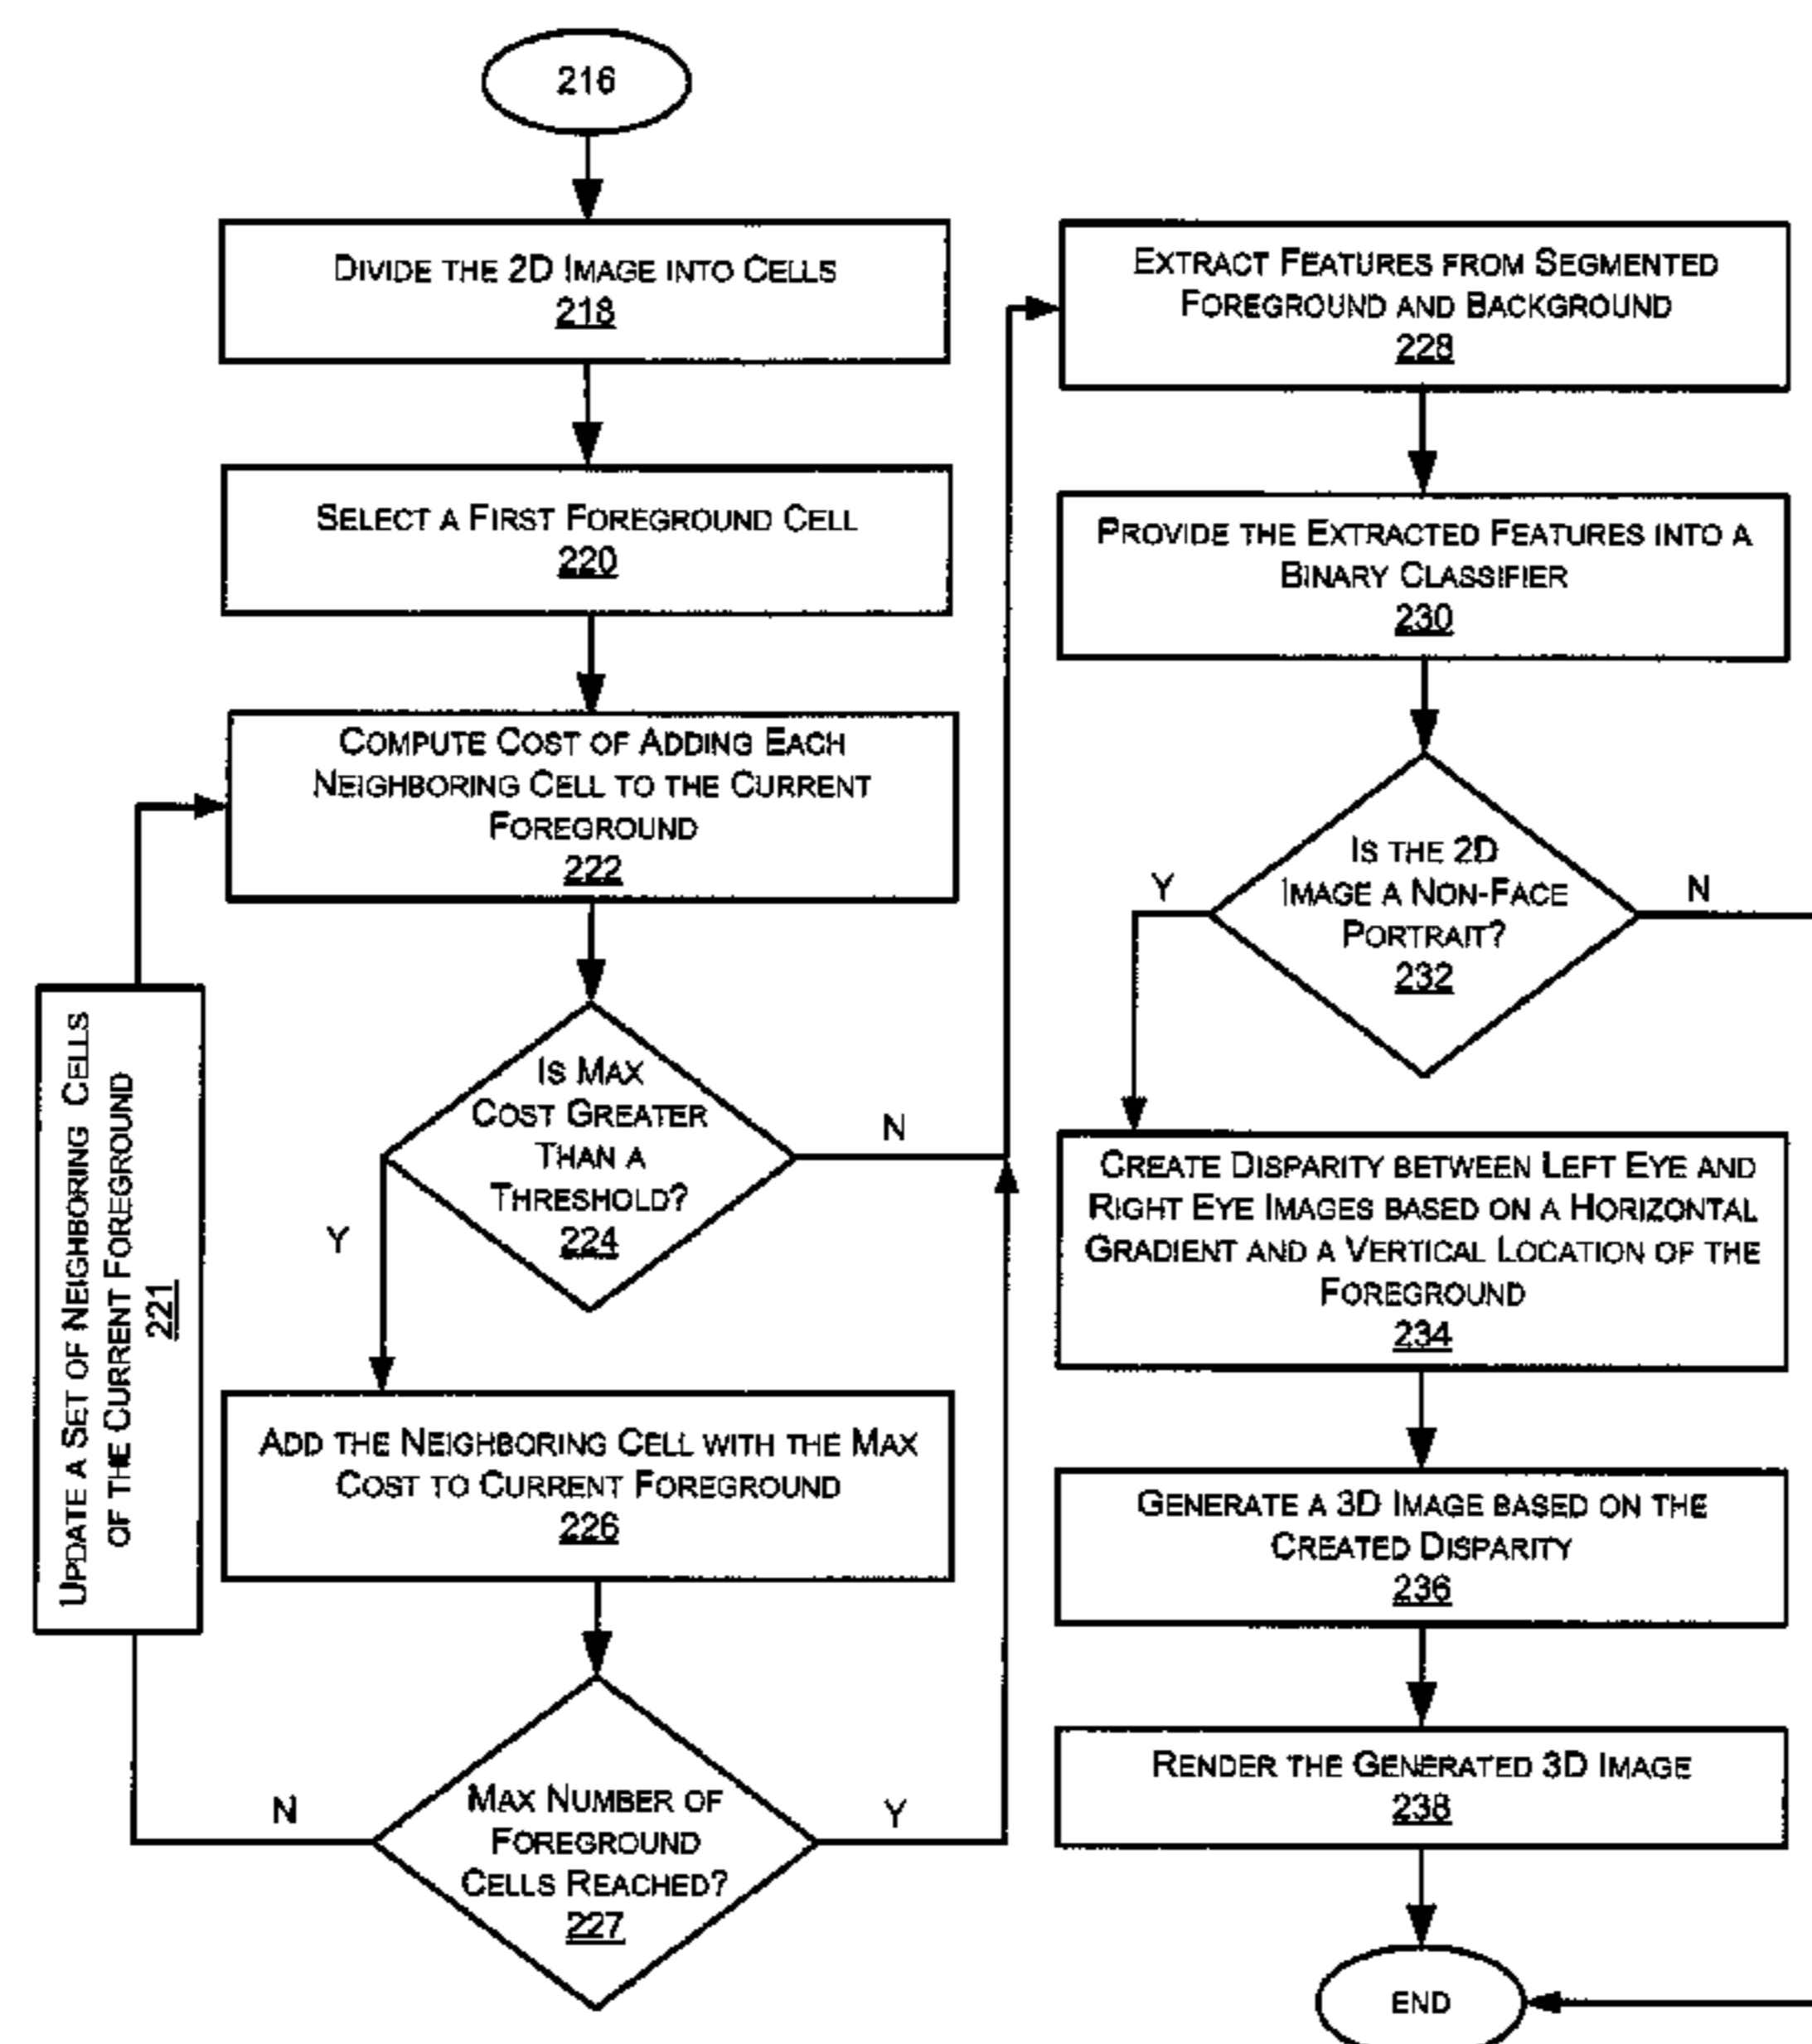 216
DIVIDE THE 2D IMAGE INTO CELLS
218
SELECT A FIRST FOREGROUND CELL
220
COMPUTE COST OF ADDING EACH
NEIGHBORING CELL TO THE CURRENT
FOREGROUND
222
UPDATE A SET OF NEIGHBORING CELLS
OF THE CURRENT FOREGROUND
221
IS MAX
COST GREATER
THAN A
THRESHOLD?
224
Y
N
ADD THE NEIGHBORING CELL WITH THE MAX
COST TO CURRENT FOREGROUND
226
MAX NUMBER OF
FOREGROUND
CELLS REACHED?
227
N
Y
EXTRACT FEATURES FROM SEGMENTED
FOREGROUND AND BACKGROUND
228
PROVIDE THE EXTRACTED FEATURES INTO A
BINARY CLASSIFIER
230
IS THE 2D
IMAGE A NON-FACE
PORTRAIT?
232
Y
N
CREATE DISPARITY BETWEEN LEFT EYE AND
RIGHT EYE IMAGES BASED ON A HORIZONTAL
GRADIENT AND A VERTICAL LOCATION OF THE
FOREGROUND
234
GENERATE A 3D IMAGE BASED ON THE
CREATED DISPARITY
236
RENDER THE GENERATED 3D IMAGE
238
END